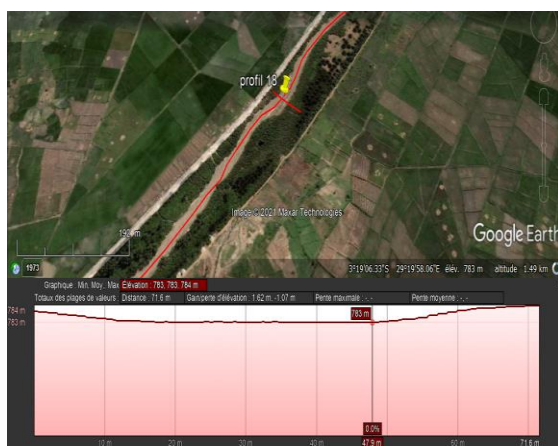 profil 18
Image © 2021 Maxar Technologies
Google Earth
1973
3°19'06.33"S 29°19'58.06"E élév. 783 m altitude 1.49 km
Graphique Min. Moy. Max Élévation : 783, 783, 784 m
Totaux des plages de valeurs : Distance : 71.6 m Gain/perte d'élévation : 1.62 m, -1.07 m Pente maximale : -, - Pente moyenne : -, -
784 m
783 m
783 m
0.0%
10 m 20 m 30 m 40 m 47.9 m 60 m 71.6 m